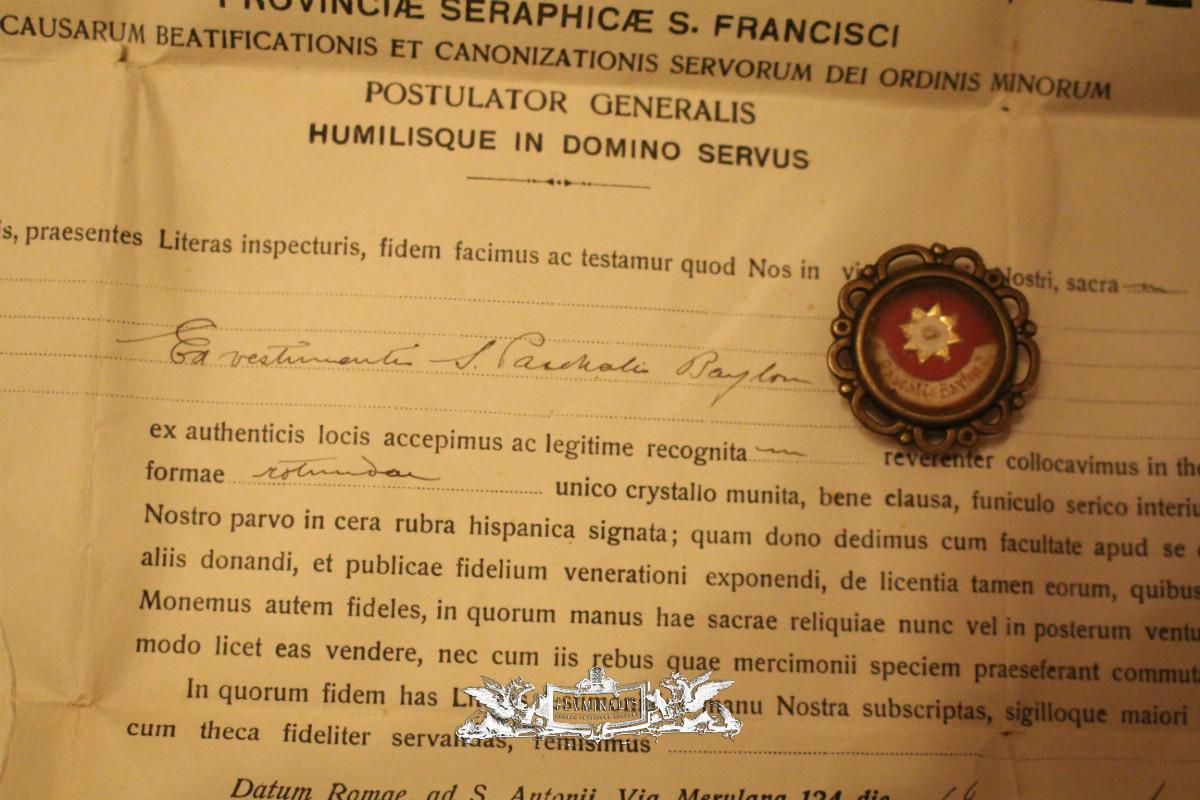 PROVINCIÆ SERAPHICÆ S. FRANCISCI
CAUSARUM BEATIFICATIONIS ET CANONIZATIONIS SERVORUM DEI ORDINIS MINORUM
POSTULATOR GENERALIS
HUMILISQUE IN DOMINO SERVUS
is, praesentes Literas inspecturis, fidem facimus ac testamur quod Nos in vi Nostri, sacra m
Ex vestimentis S. Paschalis Baylon
ex authenticis locis accepimus ac legitime recognita m reverenter collocavimus in the
formae rotundae unico crystallo munita, bene clausa, funiculo serico interiu
Nostro parvo in cera rubra hispanica signata; quam dono dedimus cum facultate apud se
aliis donandi, et publicae fidelium venerationi exponendi, de licentia tamen eorum, quibus
Monemus autem fideles, in quorum manus hae sacrae reliquiae nunc vel in posterum ventu
modo licet eas vendere, nec cum iis rebus quae mercimonii speciem praeseferant commuta
In quorum fidem has manu Nostra subscriptas, sigilloque maiori
cum theca fideliter servandas, remisimus
Datum Romae, ad S. Antonii, Via Merulana 124 die